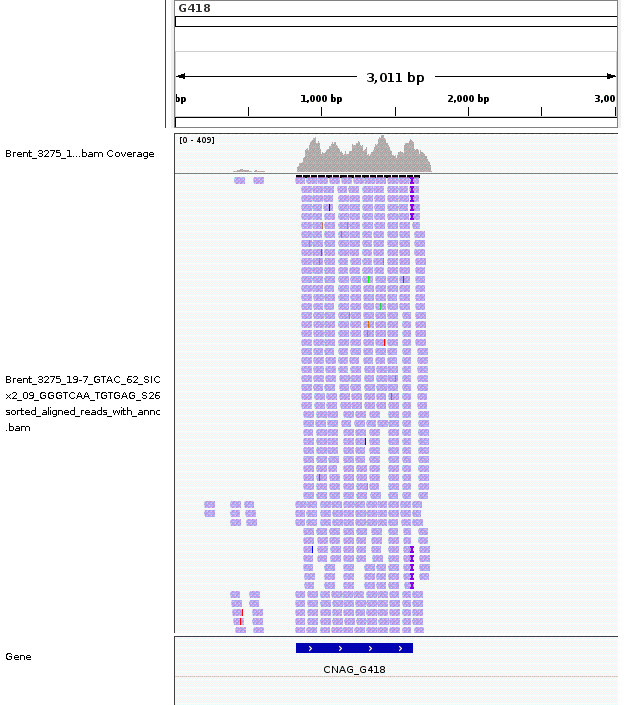 G418
3,011 bp
bp 1,000 bp 2,000 bp 3,00
[0 - 409]
Brent_3275_1...bam Coverage
Brent_3275_19-7_GTAC_62_SIC
x2_09_GGGTCAA_TGTGAG_S26
sorted_aligned_reads_with_annc
.bam
Gene
CNAG_G418